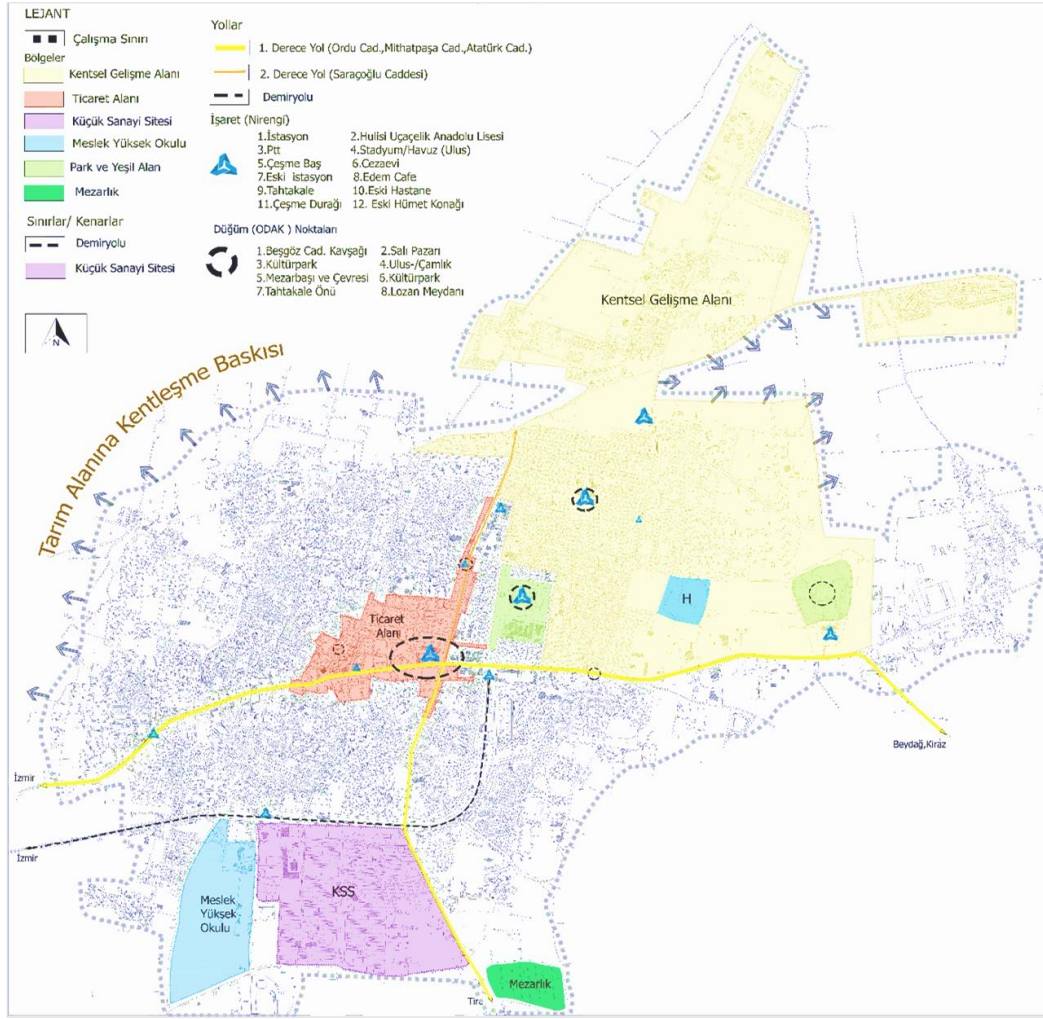 LEJANT
Çalışma Sınırı
Bölgeler
Kentsel Gelişme Alanı
Ticaret Alanı
Küçük Sanayi Sitesi
Meslek Yüksek Okulu
Park ve Yeşil Alan
Mezarlık
Sınırlar/ Kenarlar
Demiryolu
Küçük Sanayi Sitesi
N
Yollar
1. Derece Yol (Ordu Cad.,Mithatpaşa Cad.,Atatürk Cad.)
2. Derece Yol (Saraçoğlu Caddesi)
Demiryolu
İşaret (Nirengi)
1.İstasyon 2.Hulisi Uçaçelik Anadolu Lisesi
3.Ptt 4.Stadyum/Havuz (Ulus)
5.Çeşme Baş 6.Cezaevi
7.Eski istasyon 8.Edem Cafe
9.Tahtakale 10.Eski Hastane
11.Çeşme Durağı 12. Eski Hümet Konağı
Düğüm (ODAK ) Noktaları
1.Beşgöz Cad. Kavşağı 2.Salı Pazarı
3.Kültürpark 4.Ulus-/Çamlık
5.Mezarbaşı ve Çevresi 6.Kültürpark
7.Tahtakale Önü 8.Lozan Meydanı
Kentsel Gelişme Alanı
Tarım Alanına Kentleşme Baskısı
Ticaret
Alanı
H
Beydağ,Kiraz
İzmir
İzmir
Meslek
Yüksek
Okulu
KSS
Mezarlık
Tire